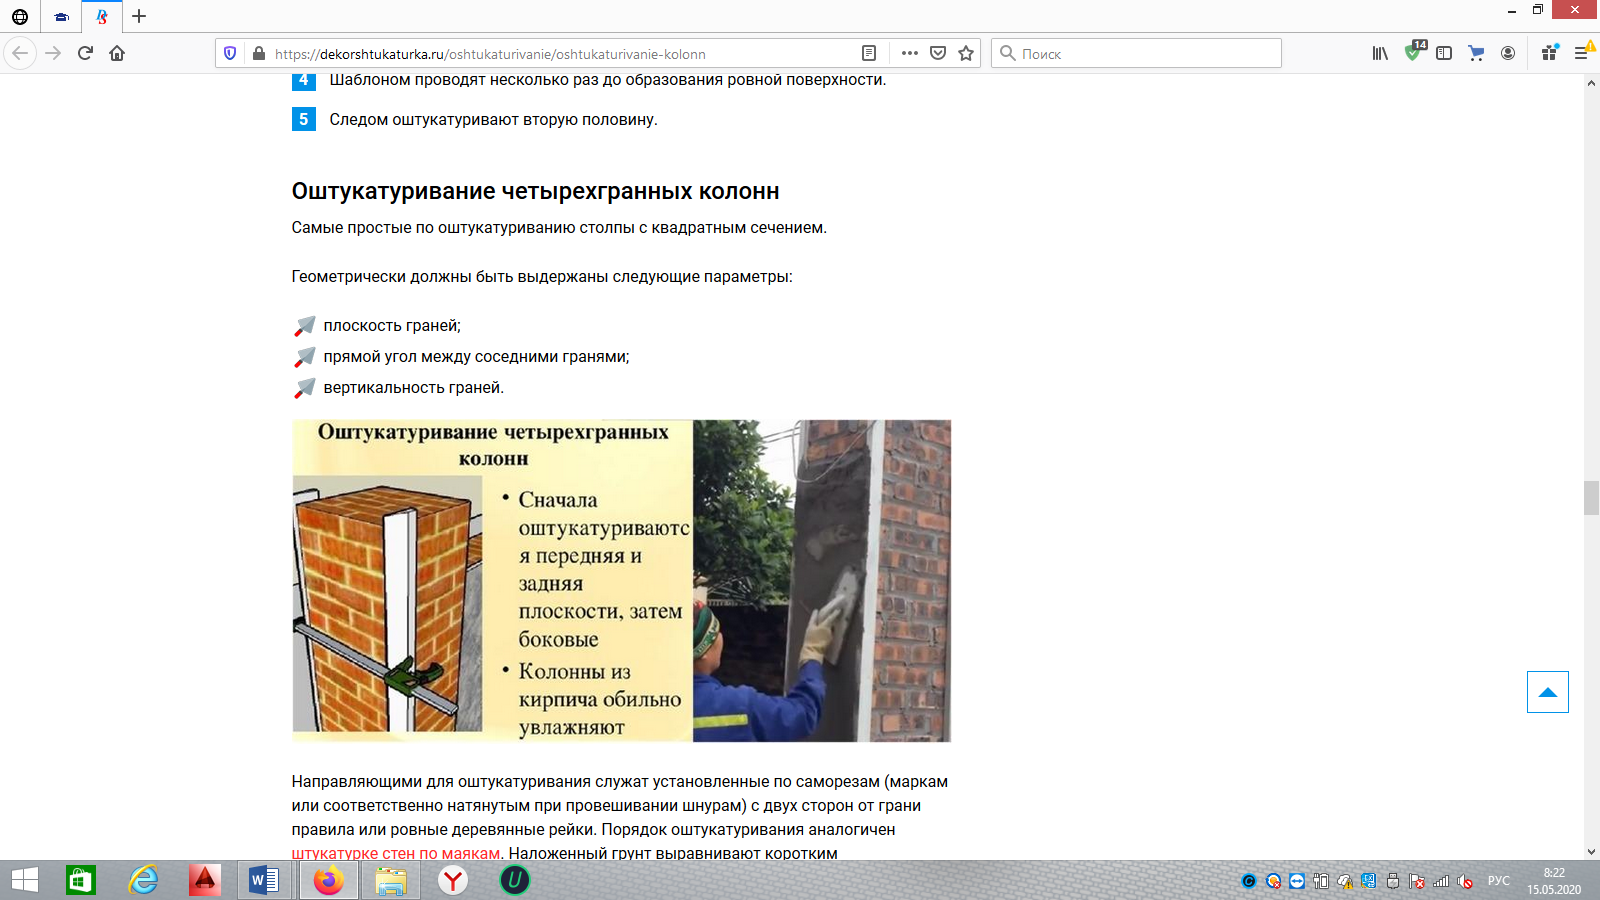 https://dekorshtukaturka.ru/oshtukaturivanie/oshtukaturivanie-kolonn
Поиск
14
4 Шаблоном проводят несколько раз до образования ровной поверхности.
5 Следом оштукатуривают вторую половину.
Оштукатуривание четырехгранных колонн
Самые простые по оштукатуриванию столпы с квадратным сечением.
Геометрически должны быть выдержаны следующие параметры:
плоскость граней;
прямой угол между соседними гранями;
вертикальность граней.
Оштукатуривание четырехгранных
колонн
• Сначала
оштукатуриваютс
я передняя и
задняя
плоскости, затем
боковые
• Колонны из
кирпича обильно
увлажняют
Направляющими для оштукатуривания служат установленные по саморезам (маркам
или соответственно натянутым при провешивании шнурам) с двух сторон от грани
правила или ровные деревянные рейки. Порядок оштукатуривания аналогичен
штукатурке стен по маякам. Наложенный грунт выравнивают коротким
РУС
8:22
15.05.2020